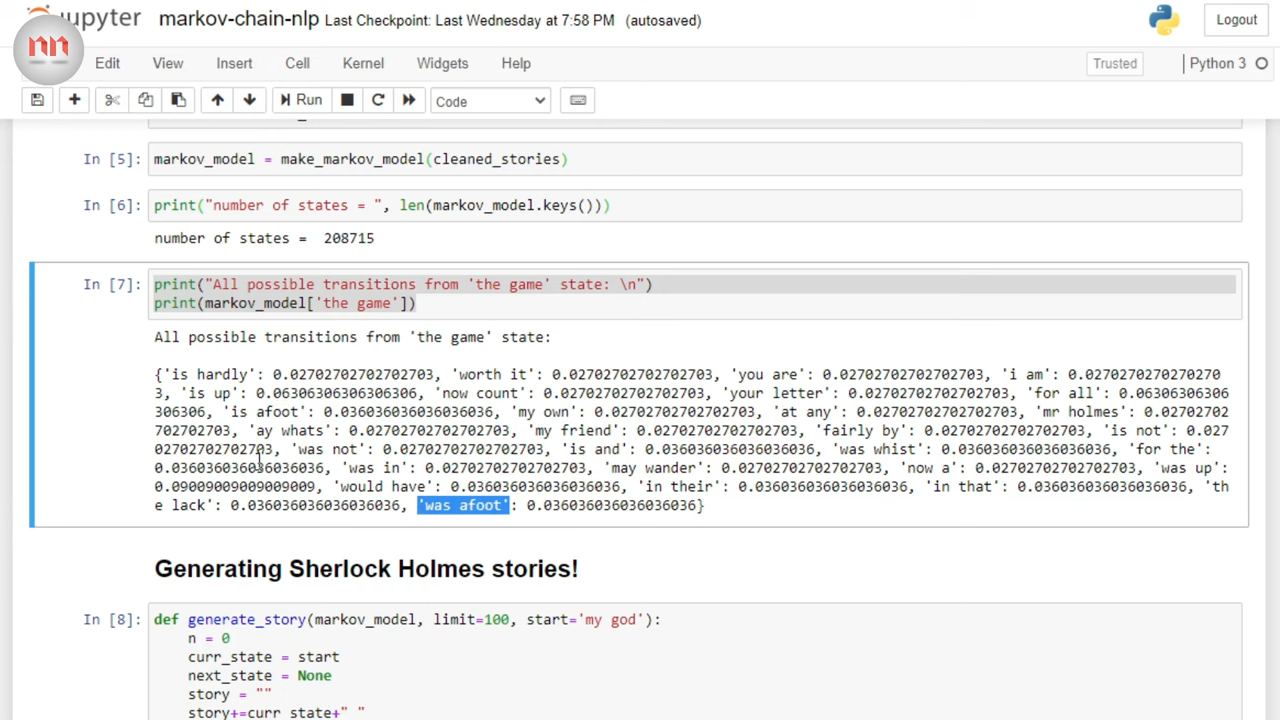 jupyter markov-chain-nlp Last Checkpoint: Last Wednesday at 7:58 PM (autosaved) Logout
nn
Edit View Insert Cell Kernel Widgets Help Trusted Python 3
Run Code
In [5]: markov_model = make_markov_model(cleaned_stories)
In [6]: print("number of states = ", len(markov_model.keys()))
number of states =  208715
In [7]: print("All possible transitions from 'the game' state: \n")
print(markov_model['the game'])
All possible transitions from 'the game' state:
{'is hardly': 0.02702702702702703, 'worth it': 0.02702702702702703, 'you are': 0.02702702702702703, 'i am': 0.0270270270270270
3, 'is up': 0.06306306306306306, 'now count': 0.02702702702702703, 'your letter': 0.02702702702702703, 'for all': 0.06306306306
306306, 'is afoot': 0.036036036036036036, 'my own': 0.02702702702702703, 'at any': 0.02702702702702703, 'mr holmes': 0.02702702
702702703, 'ay whats': 0.02702702702702703, 'my friend': 0.02702702702702703, 'fairly by': 0.02702702702702703, 'is not': 0.027
02702702702703, 'was not': 0.02702702702702703, 'is and': 0.036036036036036036, 'was whist': 0.036036036036036036, 'for the':
0.036036036036036036, 'was in': 0.02702702702702703, 'may wander': 0.02702702702702703, 'now a': 0.02702702702702703, 'was up':
0.09009009009009009, 'would have': 0.036036036036036036, 'in their': 0.036036036036036036, 'in that': 0.036036036036036036, 'th
e lack': 0.036036036036036036, 'was afoot': 0.036036036036036036}
Generating Sherlock Holmes stories!
In [8]: def generate_story(markov_model, limit=100, start='my god'):
n = 0
curr_state = start
next_state = None
story = ""
story+=curr_state+" "